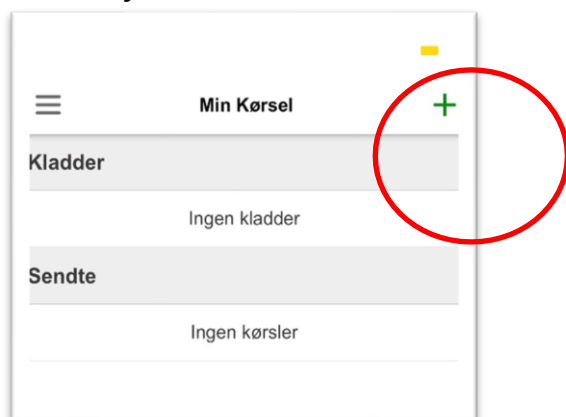 Min Kørsel
Kladder
Ingen kladder
Sendte
Ingen kørsler